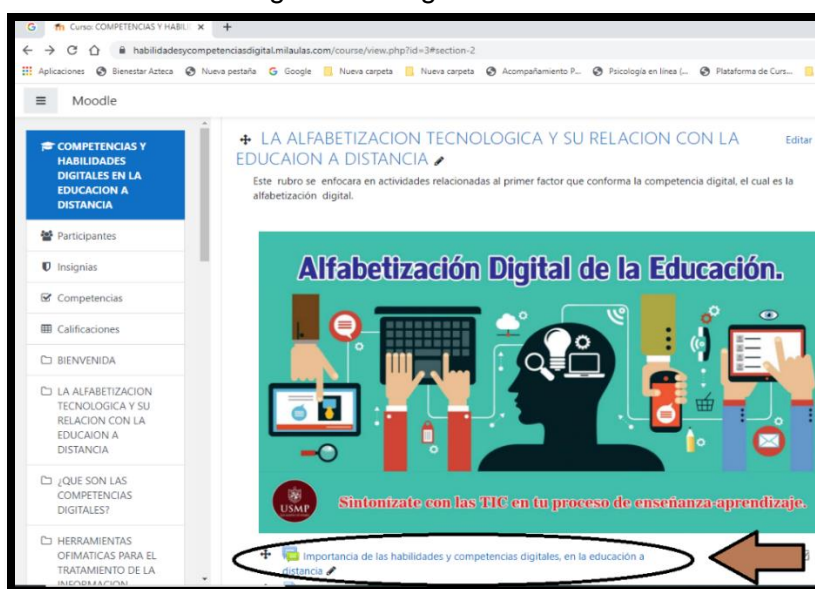 Curso: COMPETENCIAS Y HABIL
habilidadesycompetenciasdigital.milaulas.com/course/view.php?id=3#section-2
Aplicaciones Bienestar Azteca Nueva pestaña Google Nueva carpeta Nueva carpeta Acompañamiento P... Psicología en línea (... Plataforma de Curs...
Moodle
COMPETENCIAS Y
HABILIDADES
DIGITALES EN LA
EDUCACION A
DISTANCIA
Participantes
Insignias
Competencias
Calificaciones
BIENVENIDA
LA ALFABETIZACION
TECNOLOGICA Y SU
RELACION CON LA
EDUCAION A
DISTANCIA
¿QUE SON LAS
COMPETENCIAS
DIGITALES?
HERRAMIENTAS
OFIMATICAS PARA EL
TRATAMIENTO DE LA
INFORMACION
LA ALFABETIZACION TECNOLOGICA Y SU RELACION CON LA
EDUCAION A DISTANCIA
Editar
Este rubro se enfocara en actividades relacionadas al primer factor que conforma la competencia digital, el cual es la
alfabetización digital.
Alfabetización Digital de la Educación.
USMP
Sintonízate con las TIC en tu proceso de enseñanza-aprendizaje.
Importancia de las habilidades y competencias digitales, en la educación a
distancia